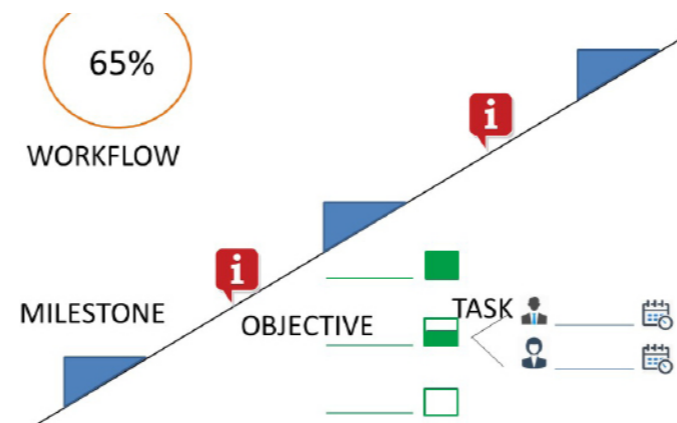 65%
WORKFLOW
i
i
MILESTONE
OBJECTIVE
TASK